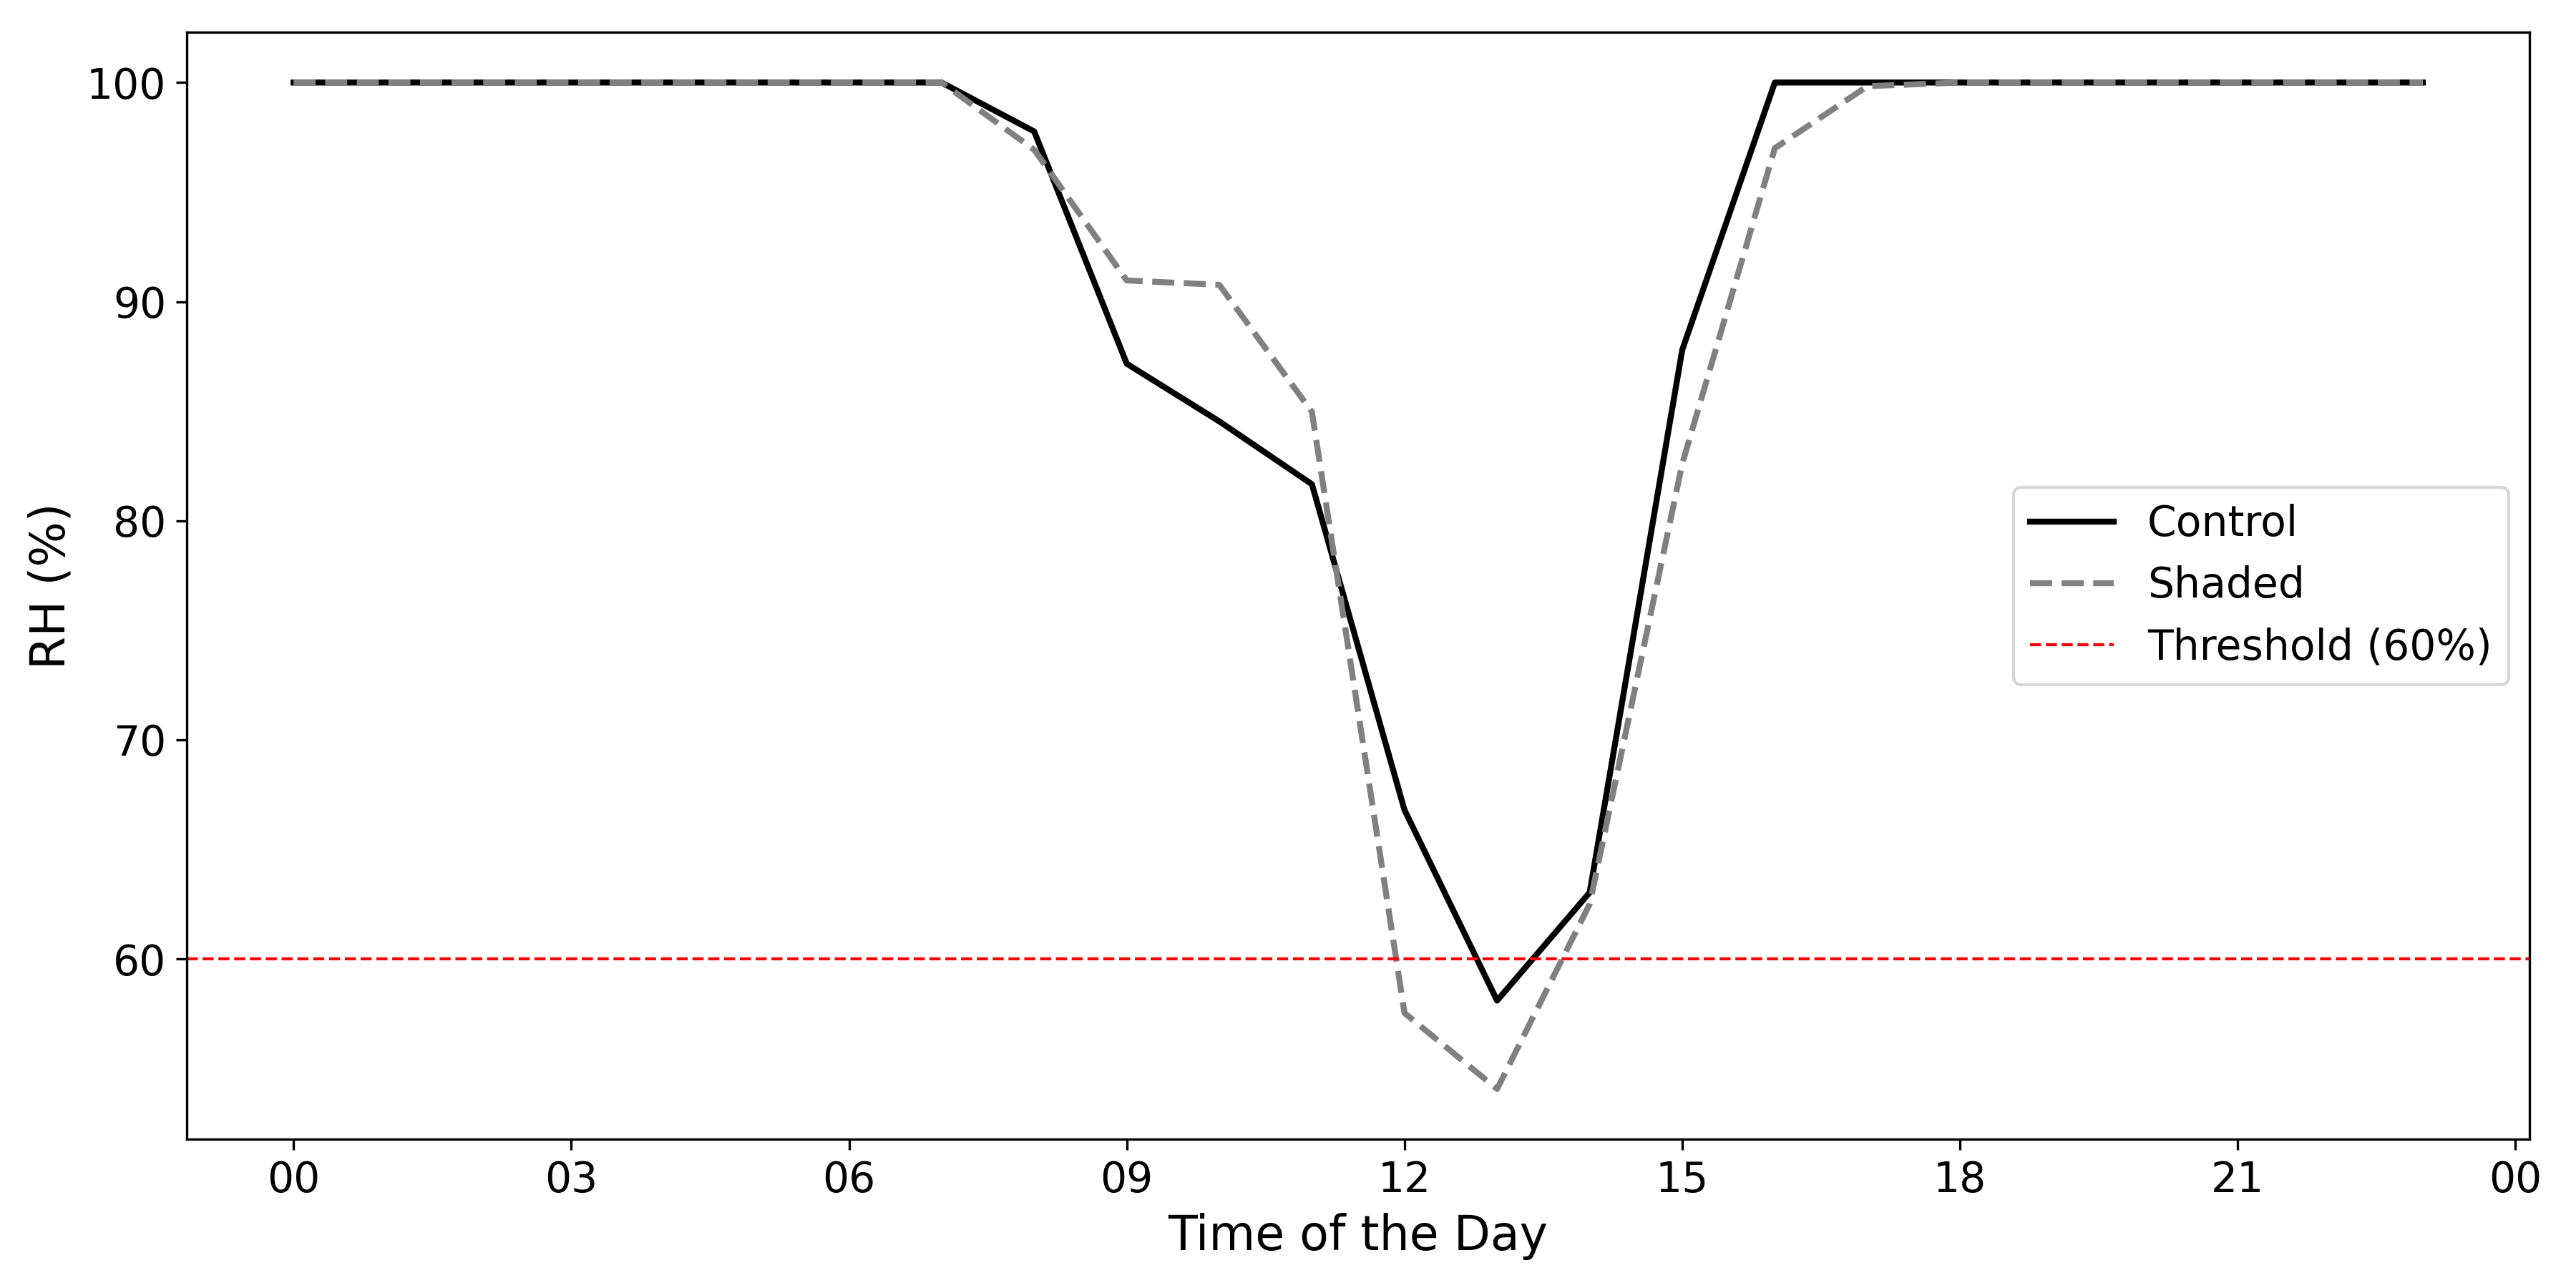 100
90
80
70
60
RH (%)
Control
Shaded
Threshold (60%)
00 03 06 09 12 15 18 21 00
Time of the Day